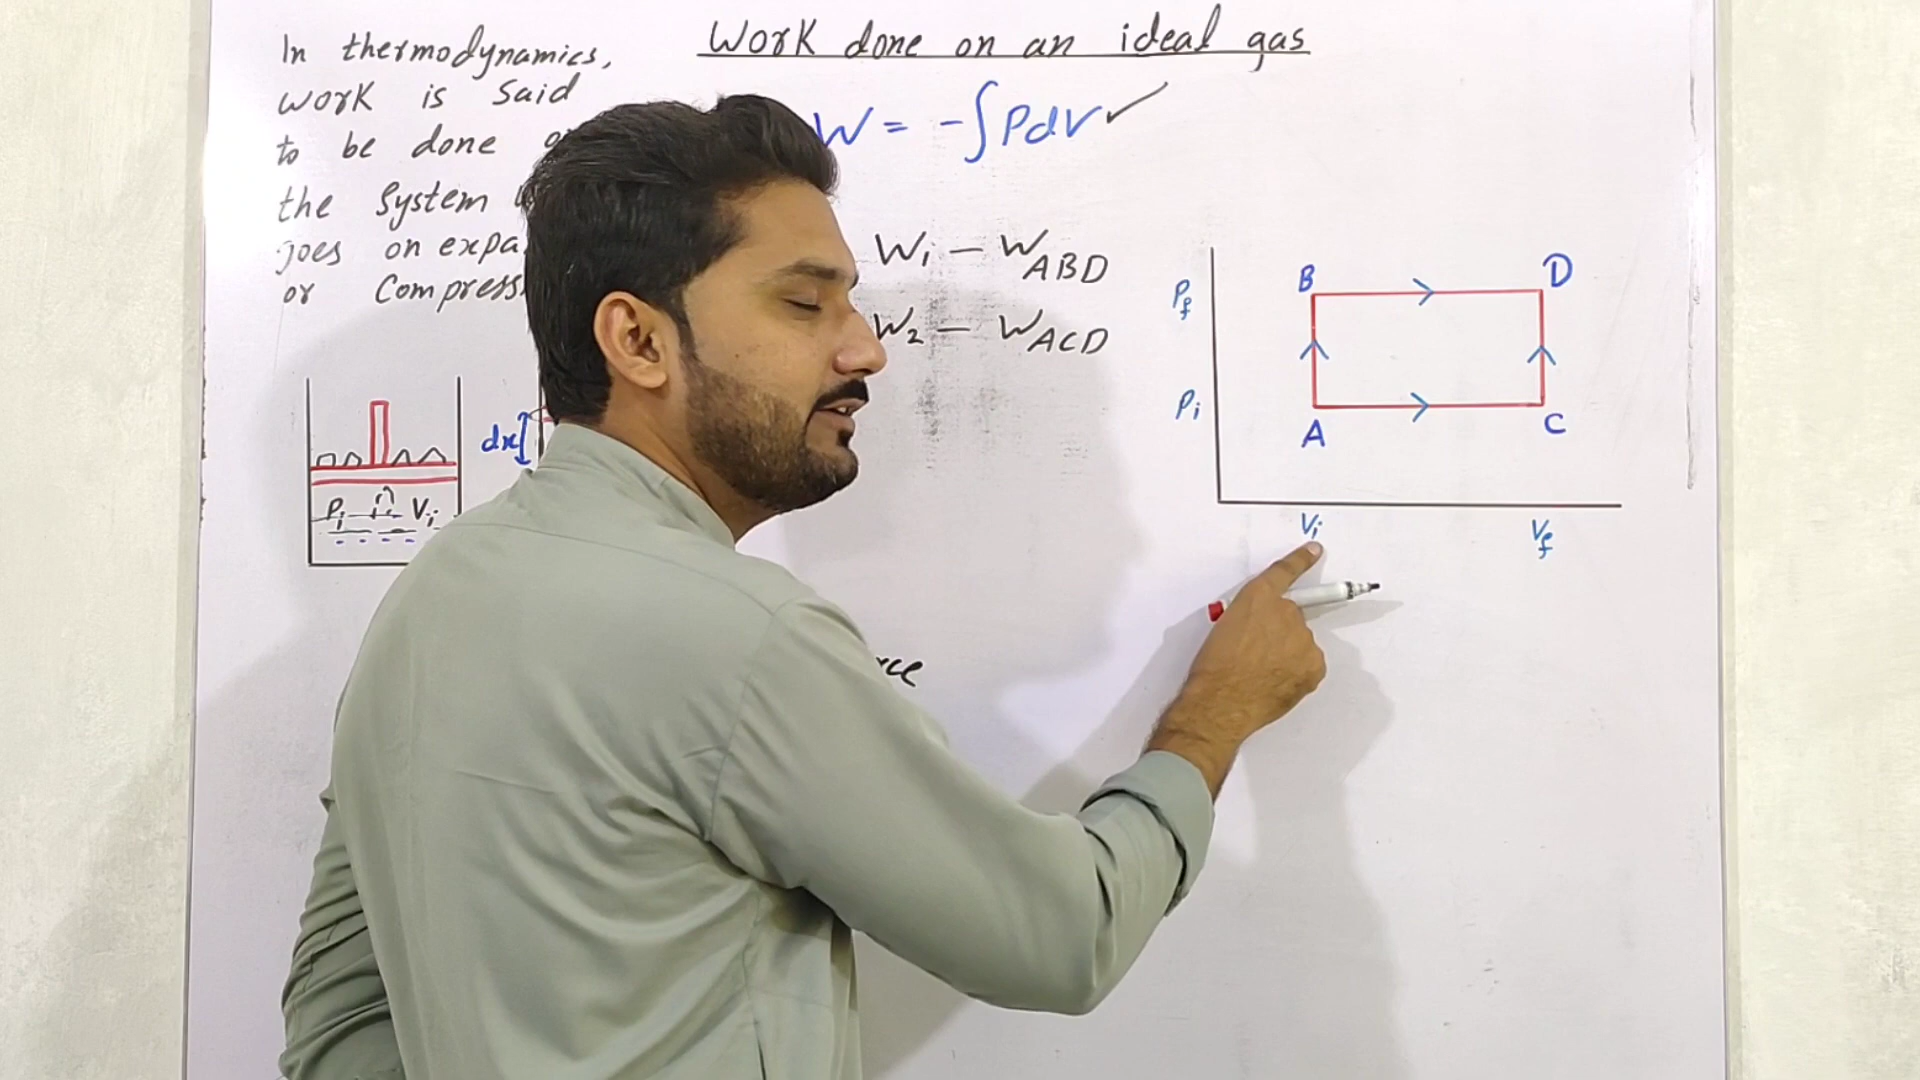 Work done on an ideal gas
In thermodynamics,
work is said
to be done
the System
goes on expa
or Compress
W = -∫PdV ✓
W₁ — W_ABD
W₂ — W_ACD
dx
Pi Vi
rce
B D
Pf
Pi
A C
Vi Vf